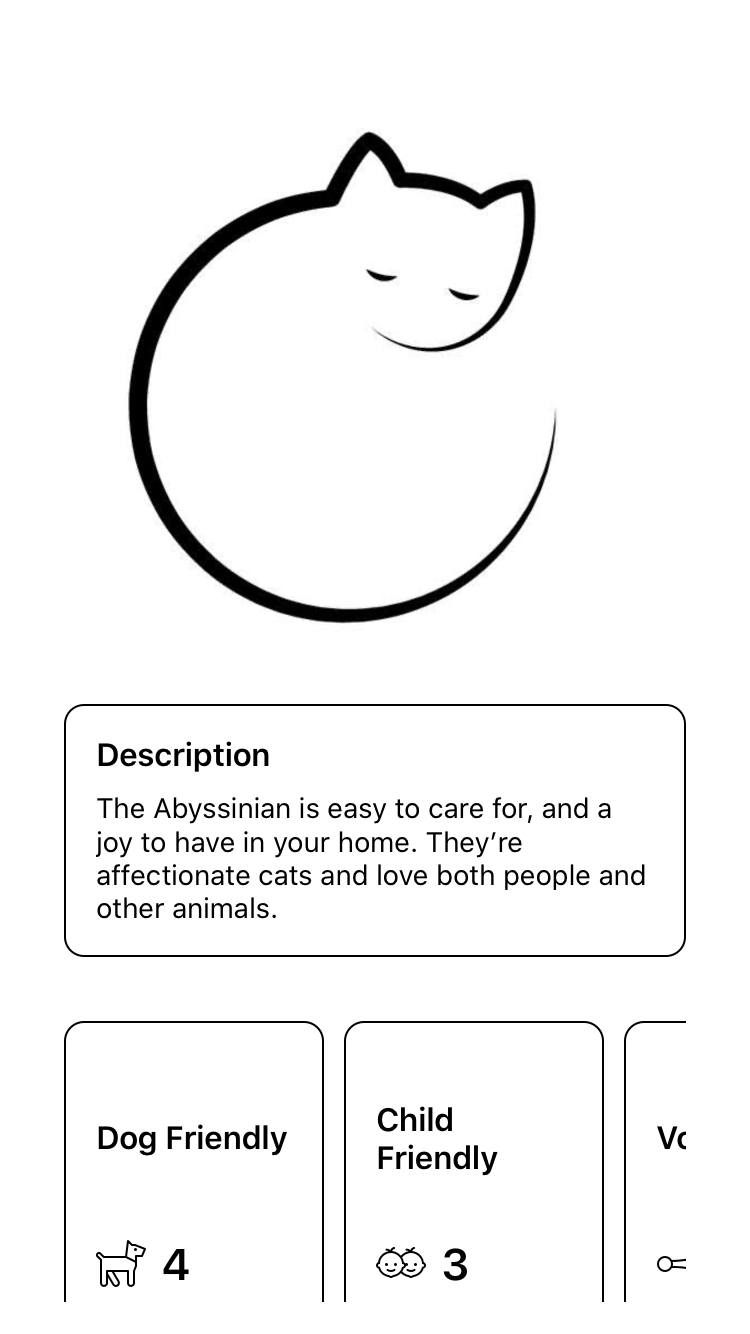 Description
The Abyssinian is easy to care for, and a
joy to have in your home. They’re
affectionate cats and love both people and
other animals.
Dog Friendly
Child
Friendly
4
3